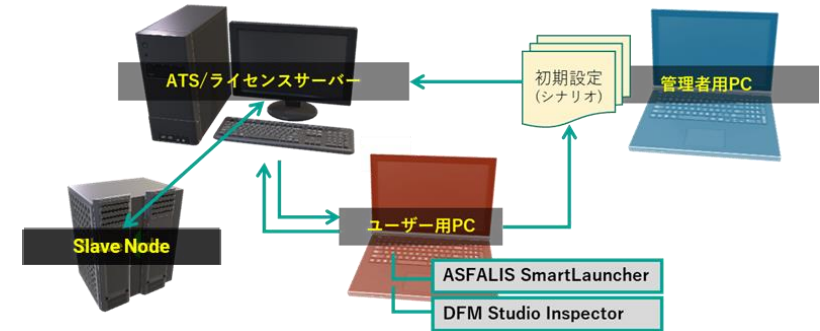 ATS/ライセンスサーバー
初期設定
(シナリオ)
管理者用PC
ユーザー用PC
Slave Node
ASFALIS SmartLauncher
DFM Studio Inspector